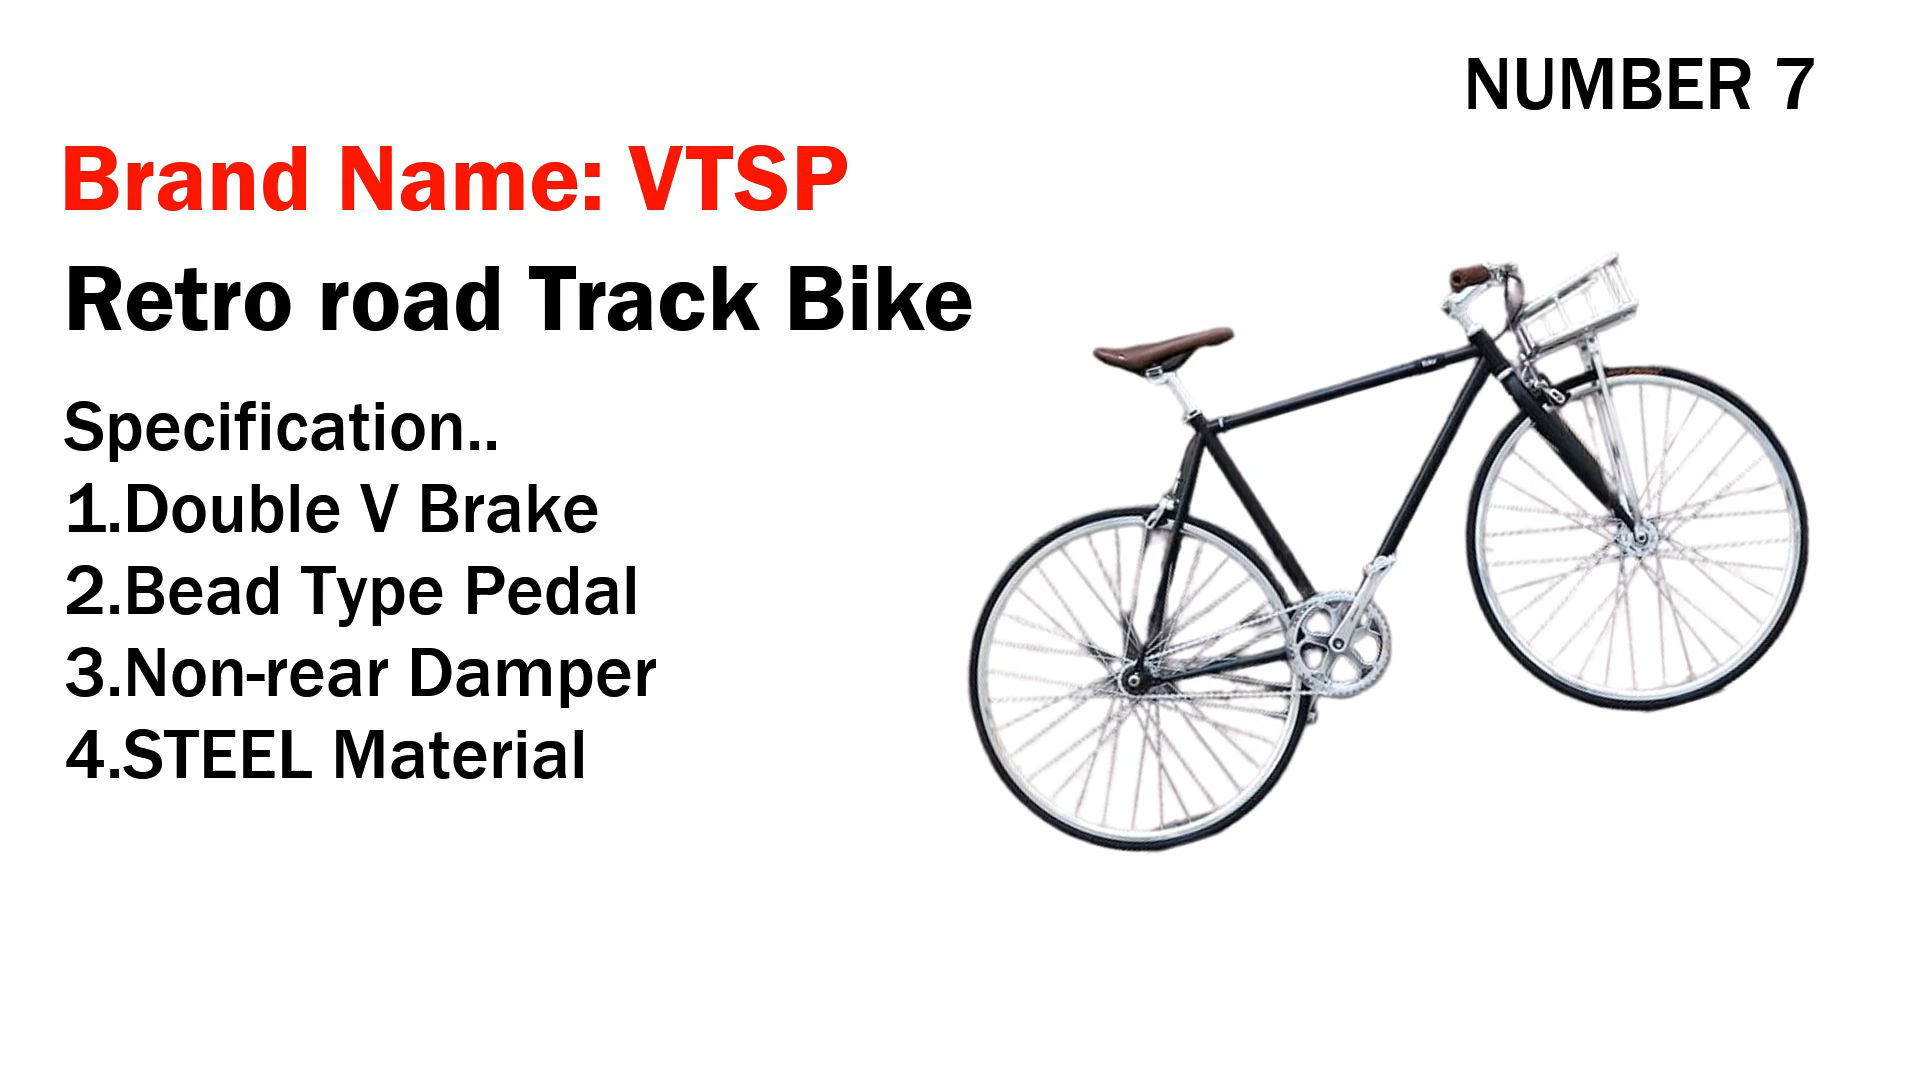 NUMBER 7
Brand Name: VTSP
Retro road Track Bike
Specification..
1.Double V Brake
2.Bead Type Pedal
3.Non-rear Damper
4.STEEL Material